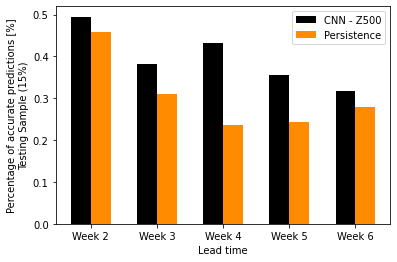 Percentage of accurate predictions [%]
Testing Sample (15%)
0.5
0.4
0.3
0.2
0.1
0.0
CNN - Z500
Persistence
Week 2
Week 3
Week 4
Week 5
Week 6
Lead time